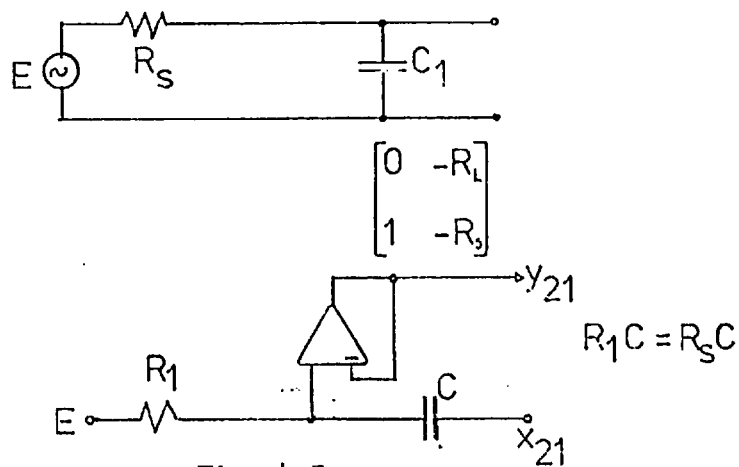 E
R_S
C_1
[0 -R_L
1 -R_S]
y_21
R_1
C
R_1C = R_SC
E
x_21